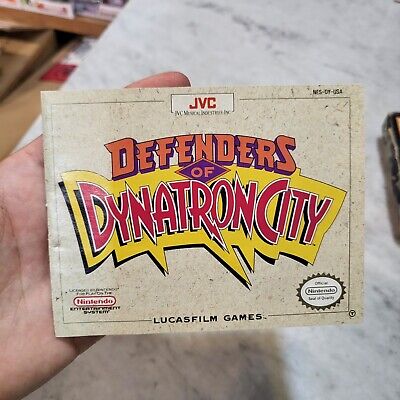 NES-DY-USA
JVC
JVC MUSICAL INDUSTRIES INC
DEFENDERS
OF
DYNATRON CITY
LICENSED BY NINTENDO
FOR PLAY ON THE
Nintendo
ENTERTAINMENT
SYSTEM
Official
Nintendo
Seal of Quality
LUCASFILM GAMES™